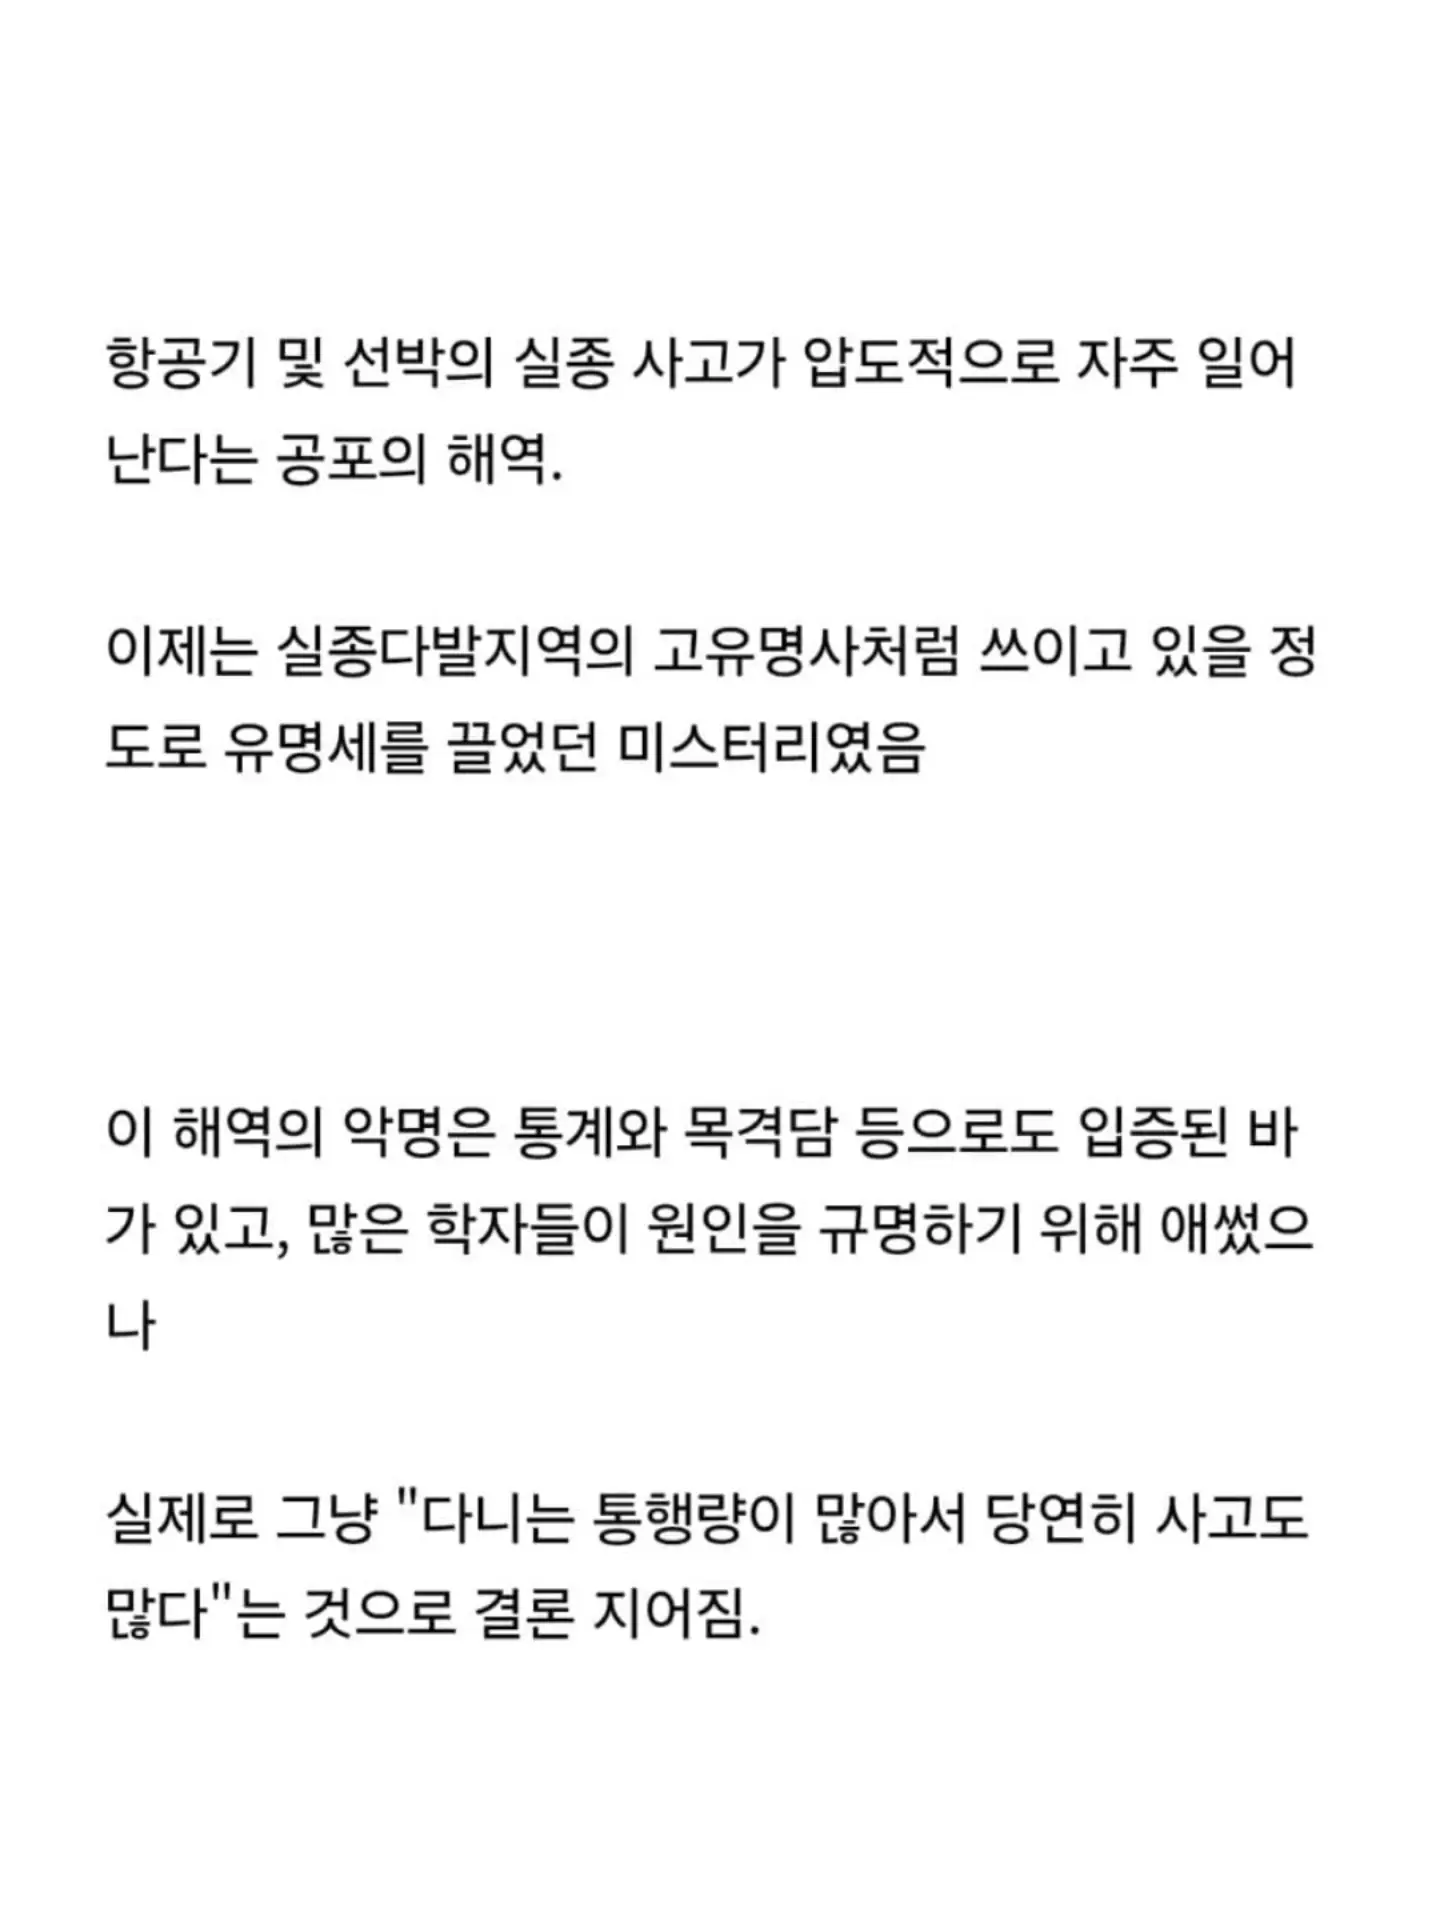 항공기 및 선박의 실종 사고가 압도적으로 자주 일어
난다는 공포의 해역.
이제는 실종다발지역의 고유명사처럼 쓰이고 있을 정
도로 유명세를 끌었던 미스터리였음
이 해역의 악명은 통계와 목격담 등으로도 입증된 바
가 있고, 많은 학자들이 원인을 규명하기 위해 애썼으
나
실제로 그냥 "다니는 통행량이 많아서 당연히 사고도
많다"는 것으로 결론 지어짐.